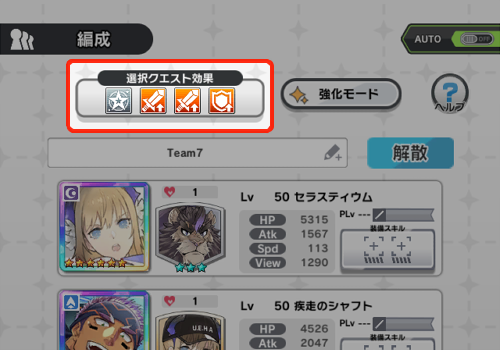 編成
AUTO
OFF
選択クエスト効果
強化モード
?
ヘルプ
Team7
解散
1
Lv 50 セラスティウム
HP 5315
Atk 1567
Spd 113
View 1290
PLv ---
装備スキル
1
Lv 50 疾走のシャフト
HP 4526
Atk 2047
PLv ---
装備スキル
U.E.H.A